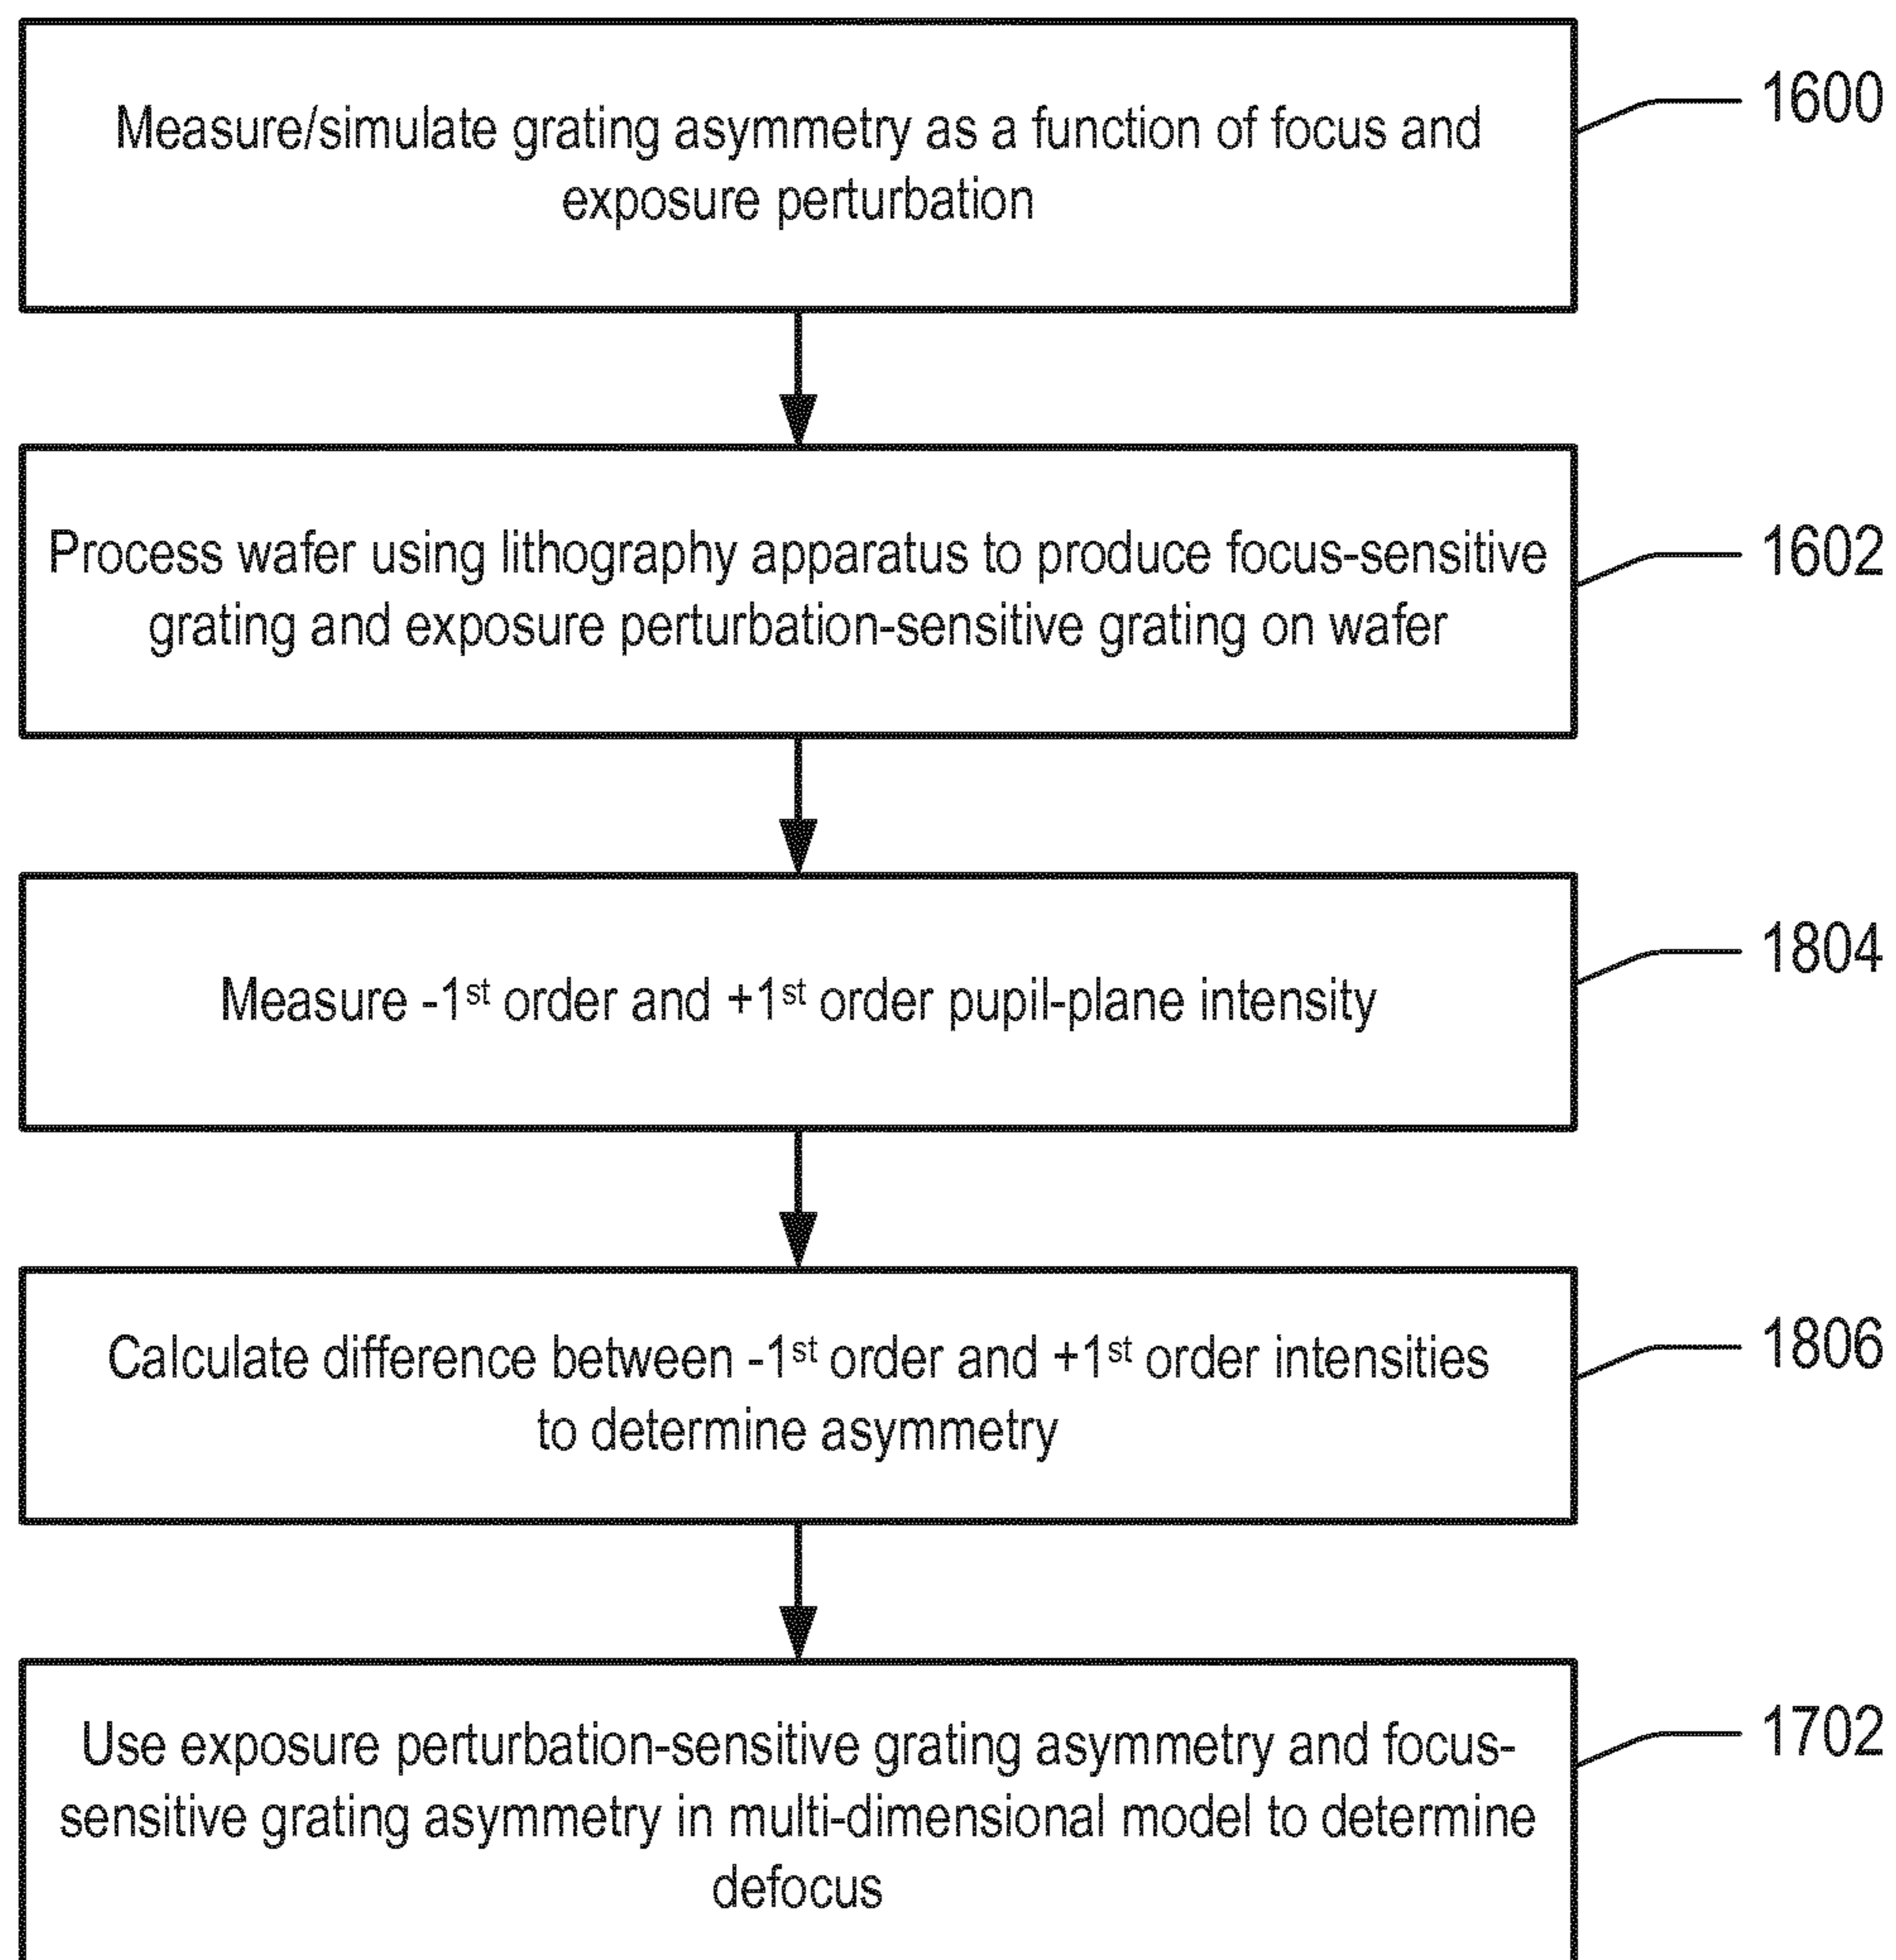 Measure/simulate grating asymmetry as a function of focus and
exposure perturbation
1600
Process wafer using lithography apparatus to produce focus-sensitive
grating and exposure perturbation-sensitive grating on wafer
1602
Measure -1st order and +1st order pupil-plane intensity
1804
Calculate difference between -1st order and +1st order intensities
to determine asymmetry
1806
Use exposure perturbation-sensitive grating asymmetry and focus-
sensitive grating asymmetry in multi-dimensional model to determine
defocus
1702